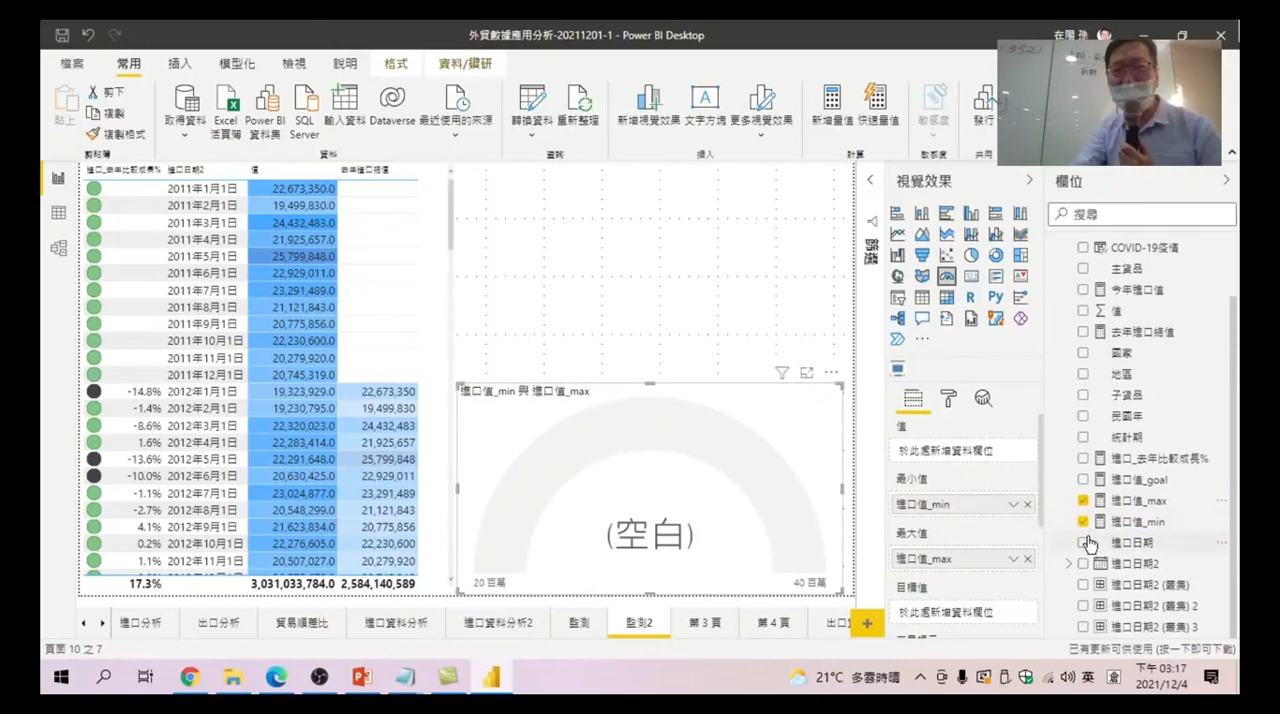 外貿數據應用分析-20211201-1 - Power BI Desktop
檔案 常用 插入 模型化 檢視 說明 格式 資料/鑽研
貼上
剪下
複製
複製格式
剪貼簿
取得資料
Excel 活頁簿
Power BI 資料集
SQL Server
輸入資料
Dataverse
最近使用的來源
資料
轉換資料
重新整理
查詢
新增視覺效果
文字方塊
更多視覺效果
插入
新增量值
快速量值
計算
敏感度
敏感度
發行
共用
進口_去年比較成長% 進口日期2 值 去年進口總值
2011年1月1日 22,673,350.0
2011年2月1日 19,499,830.0
2011年3月1日 24,432,483.0
2011年4月1日 21,925,657.0
2011年5月1日 25,799,848.0
2011年6月1日 22,929,011.0
2011年7月1日 23,291,489.0
2011年8月1日 21,121,843.0
2011年9月1日 20,775,856.0
2011年10月1日 22,230,600.0
2011年11月1日 20,279,920.0
2011年12月1日 20,745,319.0
-14.8% 2012年1月1日 19,323,929.0 22,673,350
-1.4% 2012年2月1日 19,230,795.0 19,499,830
-8.6% 2012年3月1日 22,320,023.0 24,432,483
1.6% 2012年4月1日 22,283,414.0 21,925,657
-13.6% 2012年5月1日 22,291,648.0 25,799,848
-10.0% 2012年6月1日 20,630,425.0 22,929,011
-1.1% 2012年7月1日 23,024,877.0 23,291,489
-2.7% 2012年8月1日 20,548,299.0 21,121,843
4.1% 2012年9月1日 21,623,834.0 20,775,856
0.2% 2012年10月1日 22,276,605.0 22,230,600
1.1% 2012年11月1日 20,507,027.0 20,279,920
17.3% 3,031,033,784.0 2,584,140,589
進口值_min 與 進口值_max
(空白)
20 百萬 40 百萬
視覺效果
值
於此處新增資料欄位
最小值
進口值_min
最大值
進口值_max
目標值
於此處新增資料欄位
欄位
搜尋
COVID-19疫情
主貨品
今年進口值
值
去年進口總值
國家
地區
子貨品
民國年
統計期
進口_去年比較成長%
進口值_goal
進口值_max
進口值_min
進口日期
進口日期2
進口日期2 (叢集)
進口日期2 (叢集) 2
進口日期2 (叢集) 3
進口分析 出口分析 貿易順差比 進口資料分析 進口資料分析2 監測 監測2 第 3 頁 第 4 頁
頁面 10 之 7
已有更新可供使用 (按一下即可下載)
21°C 多雲時晴
英
下午 03:17
2021/12/4